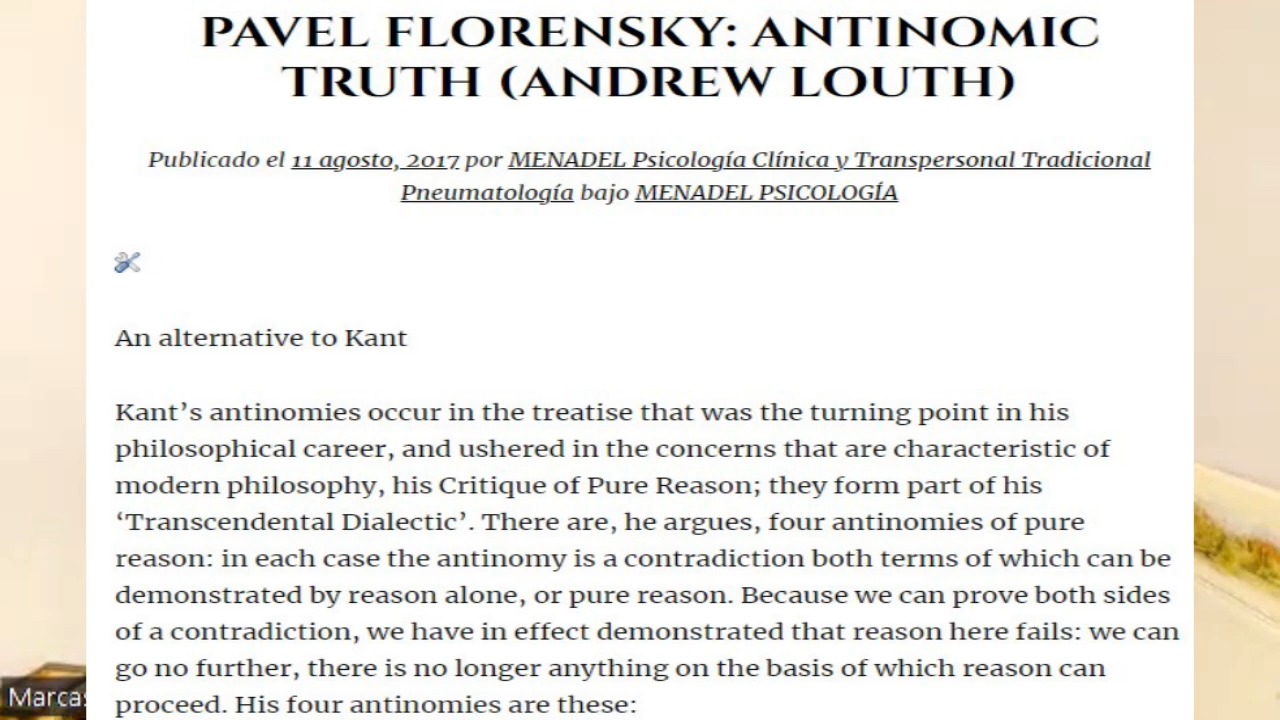 PAVEL FLORENSKY: ANTINOMIC
TRUTH (ANDREW LOUTH)
Publicado el 11 agosto, 2017 por MENADEL Psicología Clínica y Transpersonal Tradicional
Pneumatología bajo MENADEL PSICOLOGÍA
An alternative to Kant
Kant’s antinomies occur in the treatise that was the turning point in his
philosophical career, and ushered in the concerns that are characteristic of
modern philosophy, his Critique of Pure Reason; they form part of his
‘Transcendental Dialectic’. There are, he argues, four antinomies of pure
reason: in each case the antinomy is a contradiction both terms of which can be
demonstrated by reason alone, or pure reason. Because we can prove both sides
of a contradiction, we have in effect demonstrated that reason here fails: we can
go no further, there is no longer anything on the basis of which reason can
proceed. His four antinomies are these: